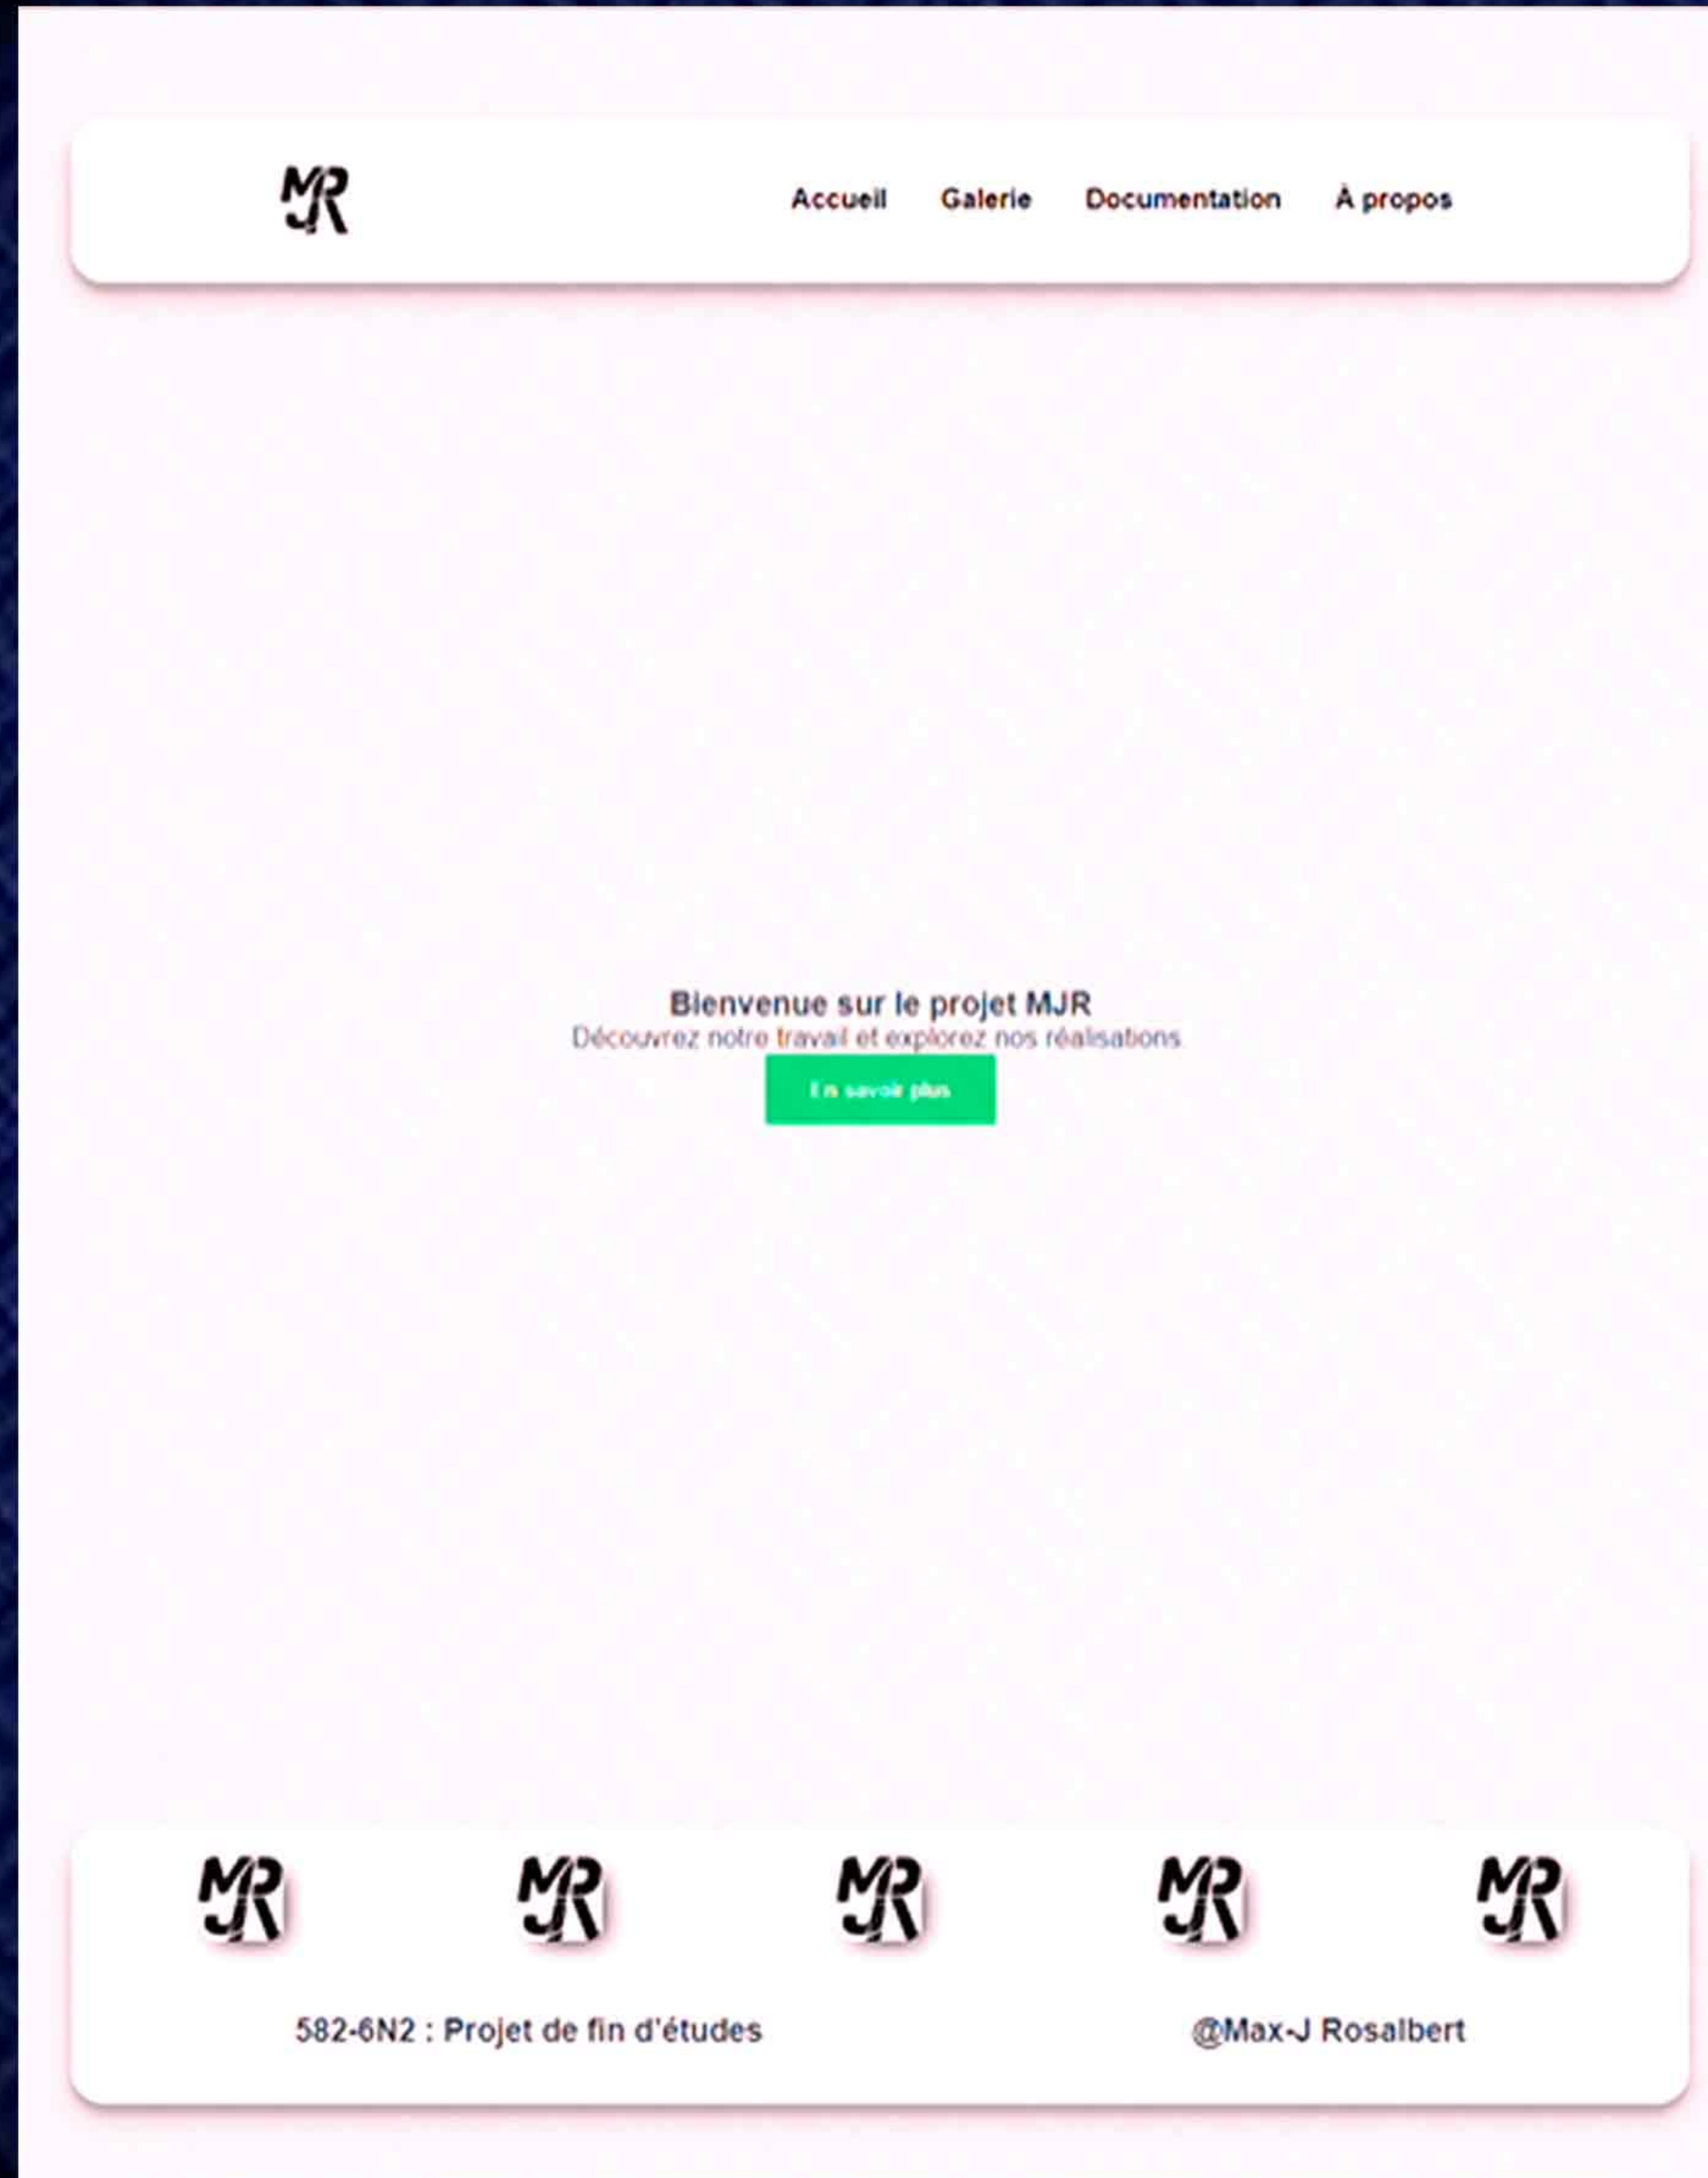 MJR
Accueil Galerie Documentation À propos
Bienvenue sur le projet MJR
Découvrez notre travail et explorez nos réalisations
En savoir plus
MJR MJR MJR MJR MJR
582-6N2 : Projet de fin d'études @Max-J Rosalbert